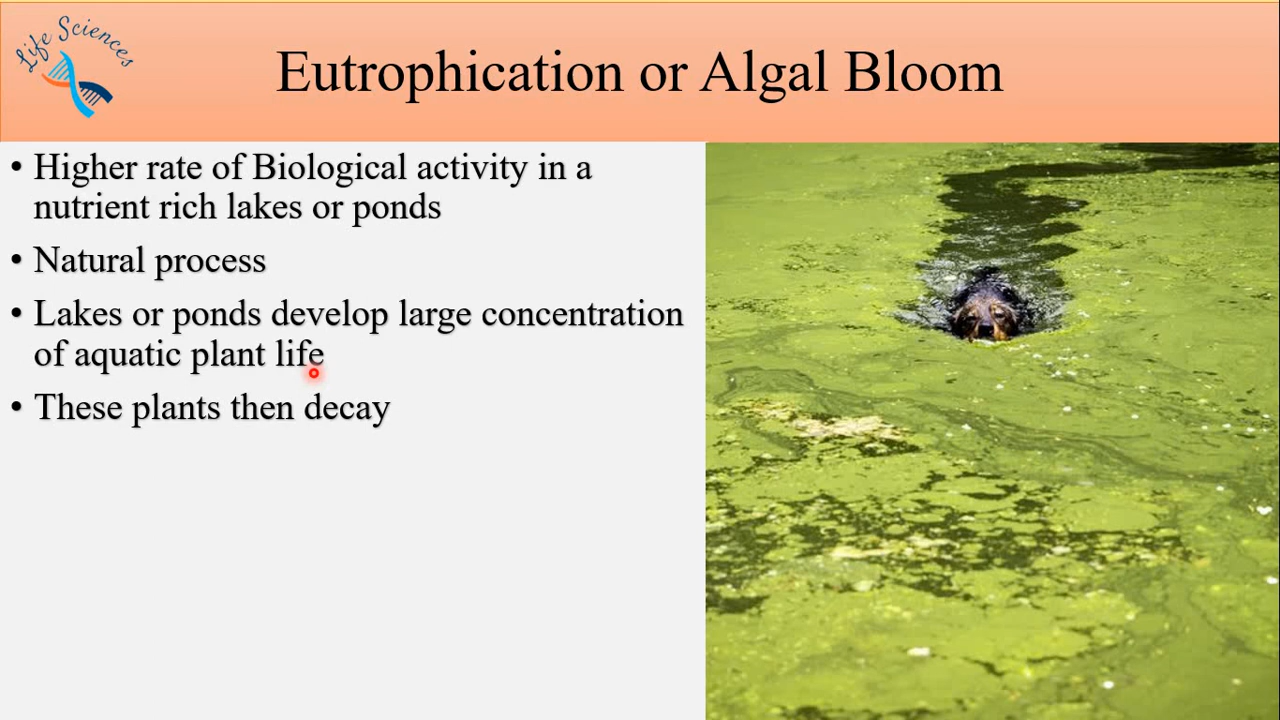 Life Sciences
Eutrophication or Algal Bloom
• Higher rate of Biological activity in a
nutrient rich lakes or ponds
• Natural process
• Lakes or ponds develop large concentration
of aquatic plant life
• These plants then decay